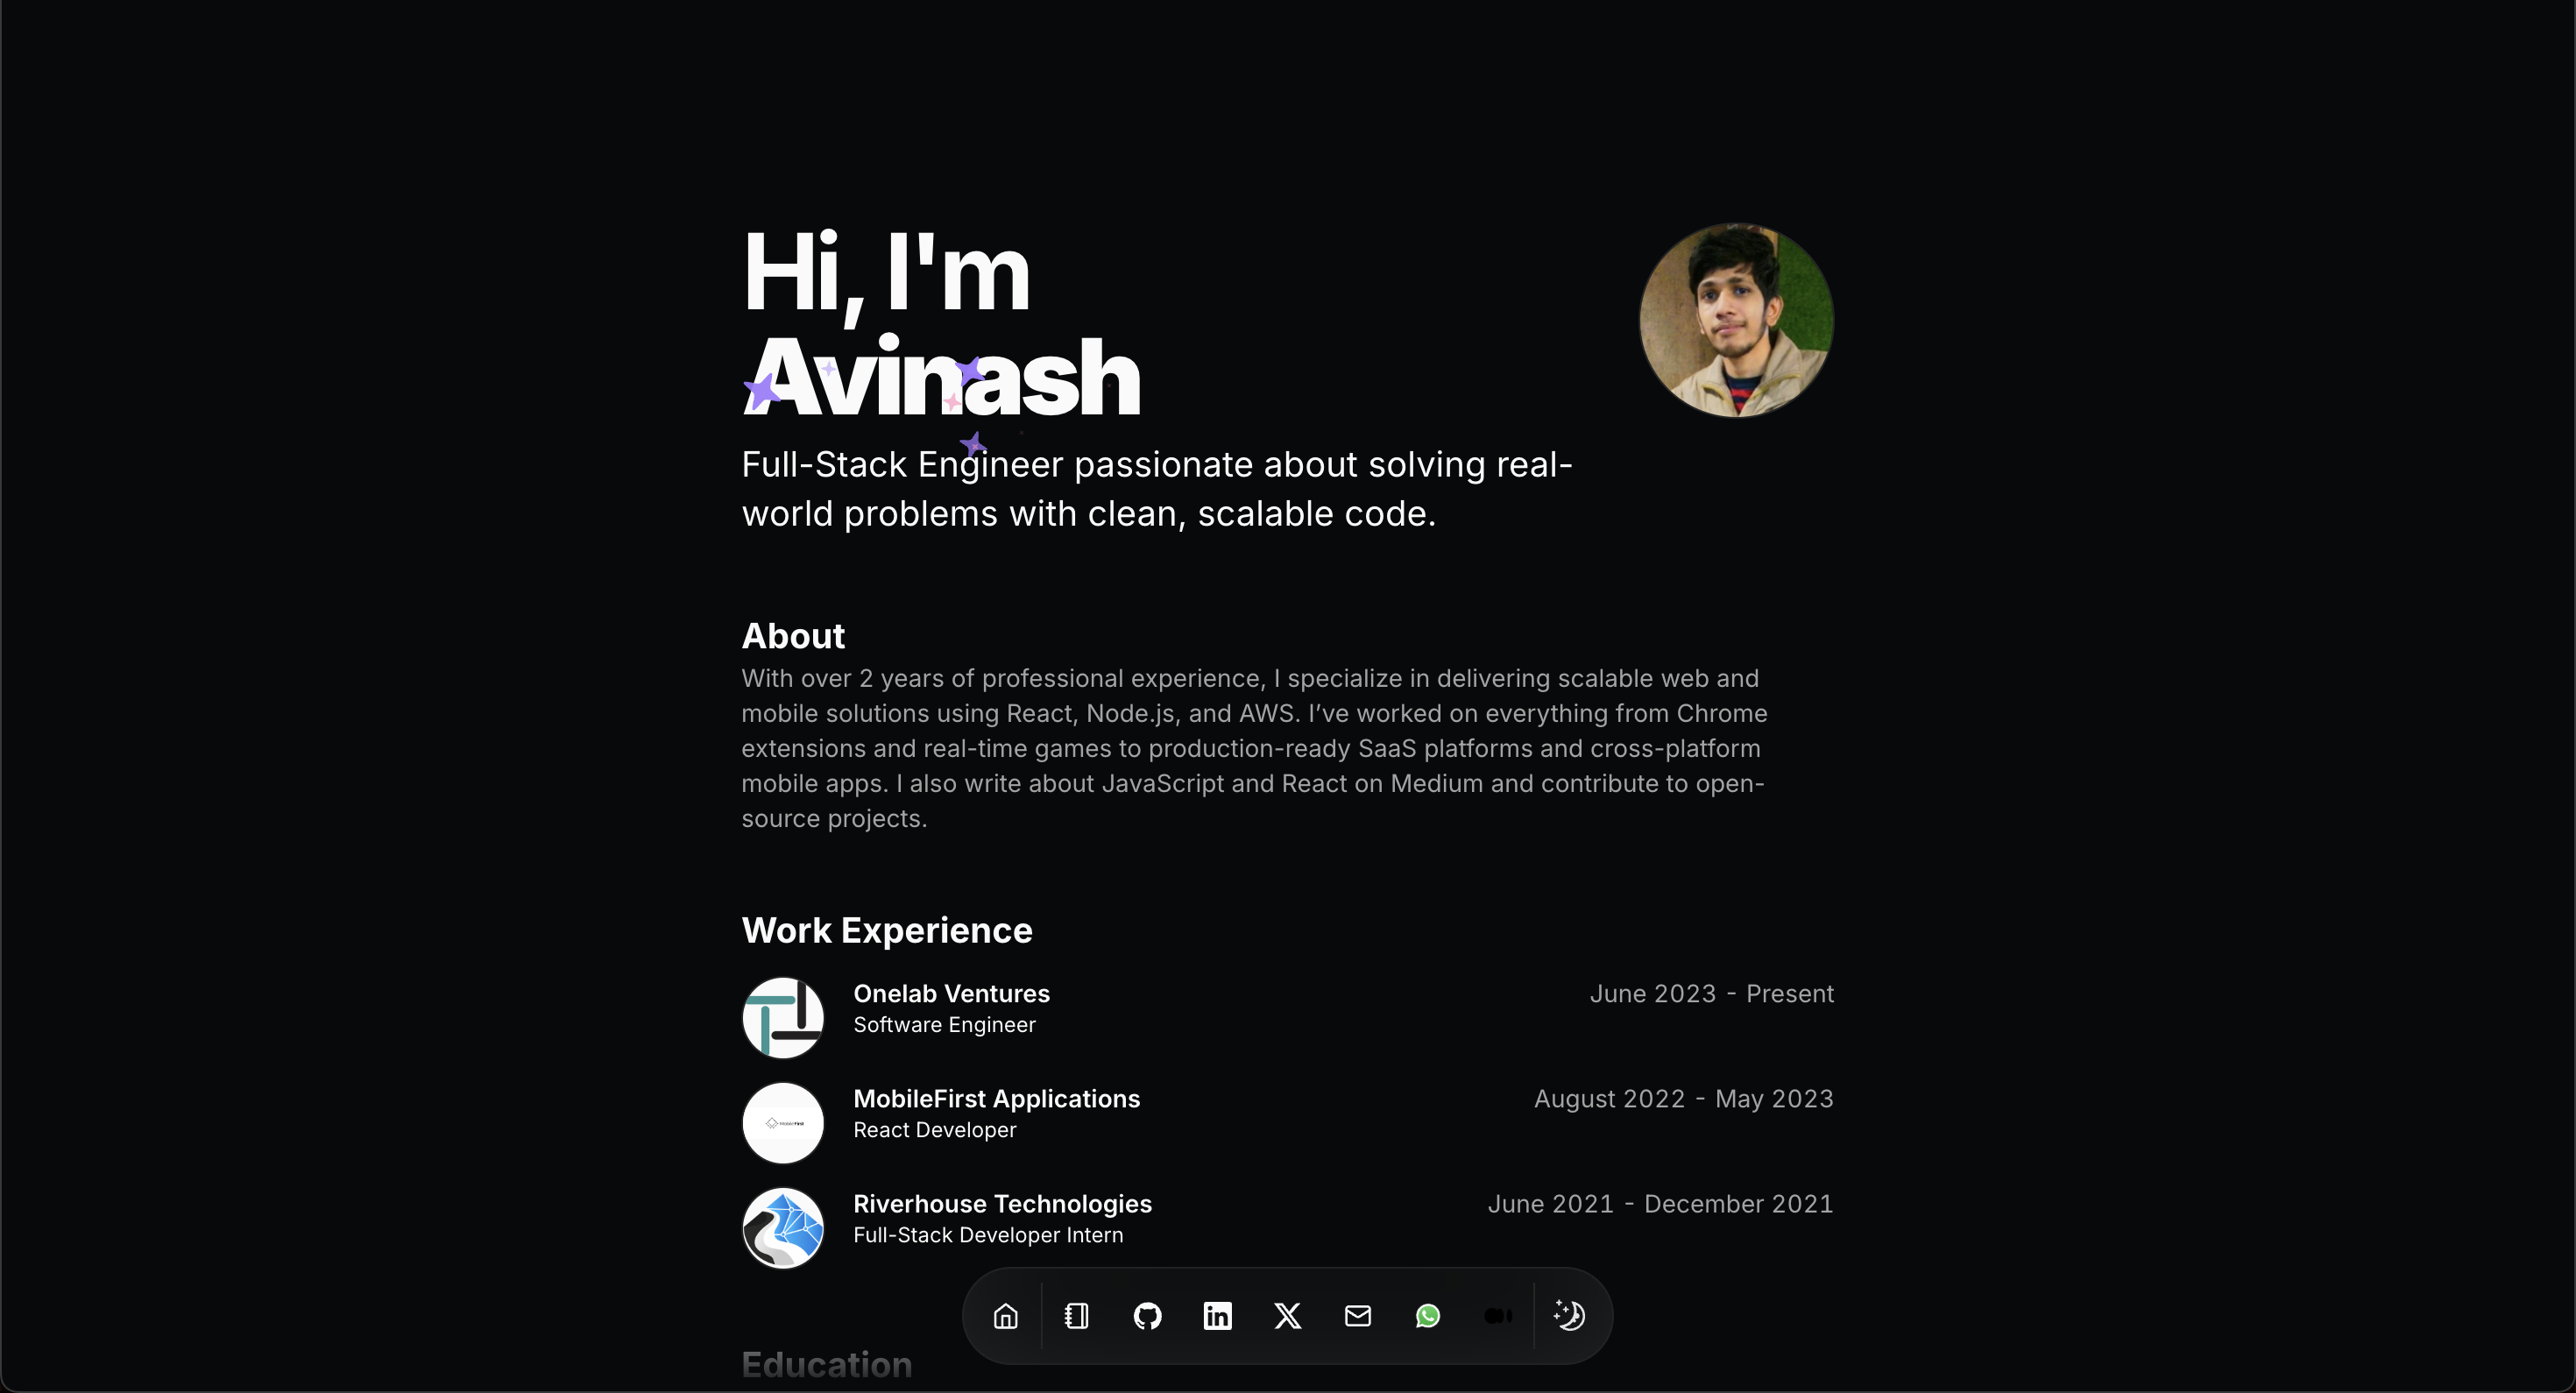 Hi, I'm
Avinash
Full-Stack Engineer passionate about solving real-
world problems with clean, scalable code.
About
With over 2 years of professional experience, I specialize in delivering scalable web and
mobile solutions using React, Node.js, and AWS. I’ve worked on everything from Chrome
extensions and real-time games to production-ready SaaS platforms and cross-platform
mobile apps. I also write about JavaScript and React on Medium and contribute to open-
source projects.
Work Experience
Onelab Ventures
June 2023 - Present
Software Engineer
MobileFirst Applications
August 2022 - May 2023
React Developer
MobileFirst
Riverhouse Technologies
June 2021 - December 2021
Full-Stack Developer Intern
in
Education